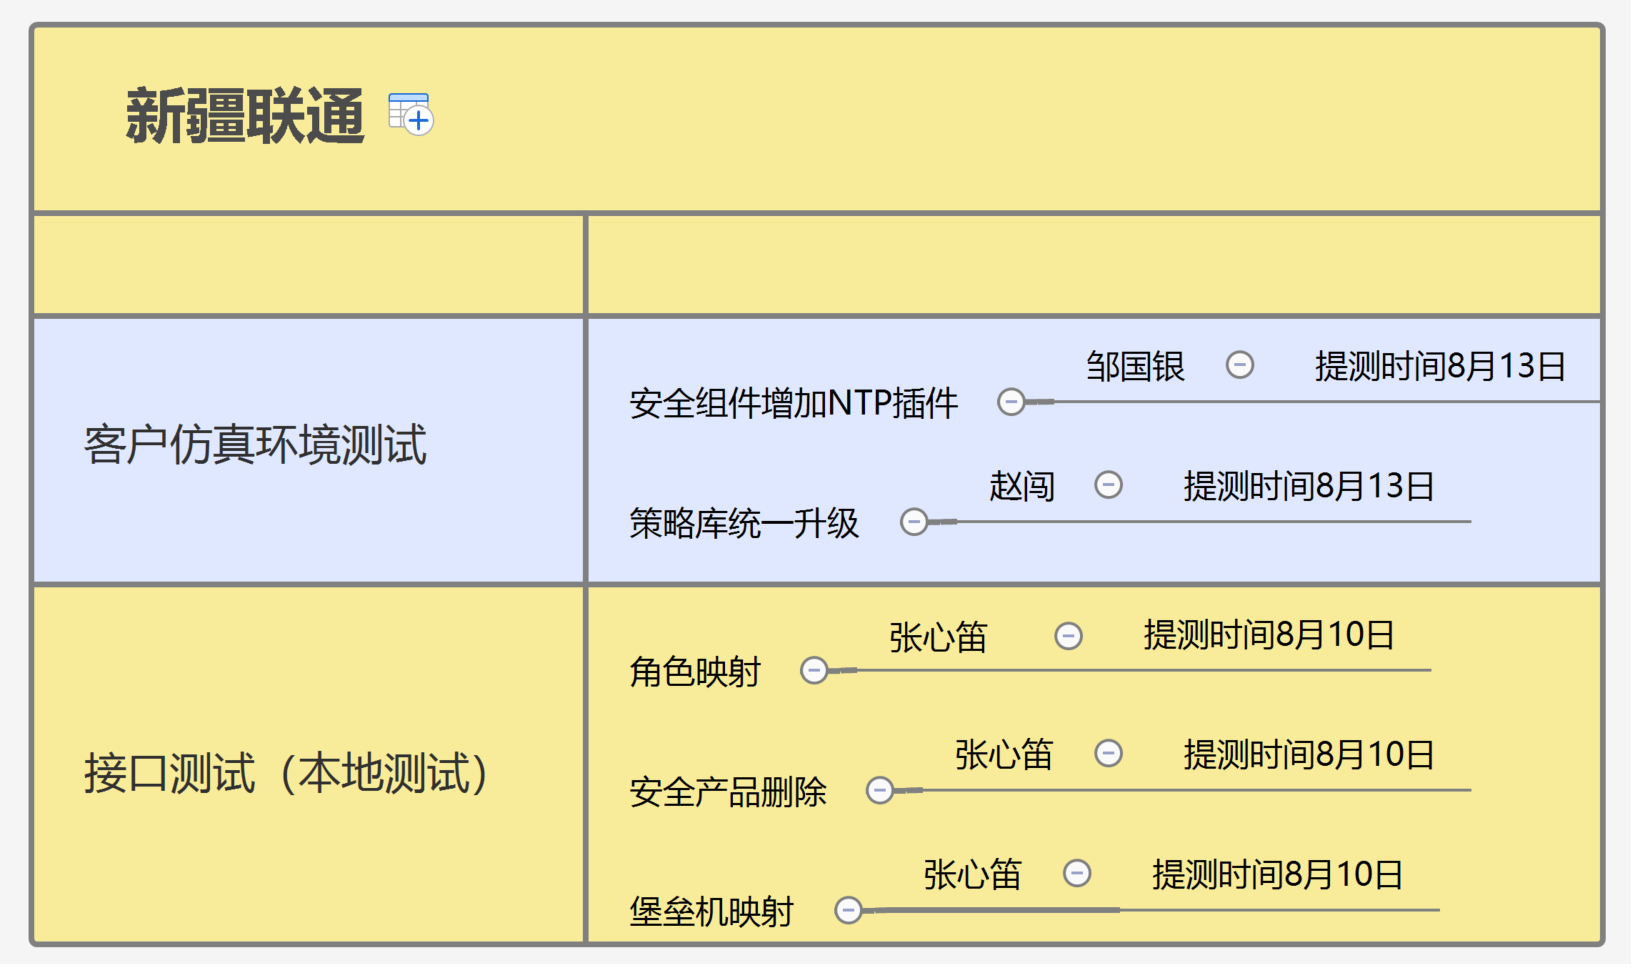 新疆联通
客户仿真环境测试
安全组件增加NTP插件 邹国银 提测时间8月13日
策略库统一升级 赵闯 提测时间8月13日
接口测试（本地测试）
角色映射 张心笛 提测时间8月10日
安全产品删除 张心笛 提测时间8月10日
堡垒机映射 张心笛 提测时间8月10日